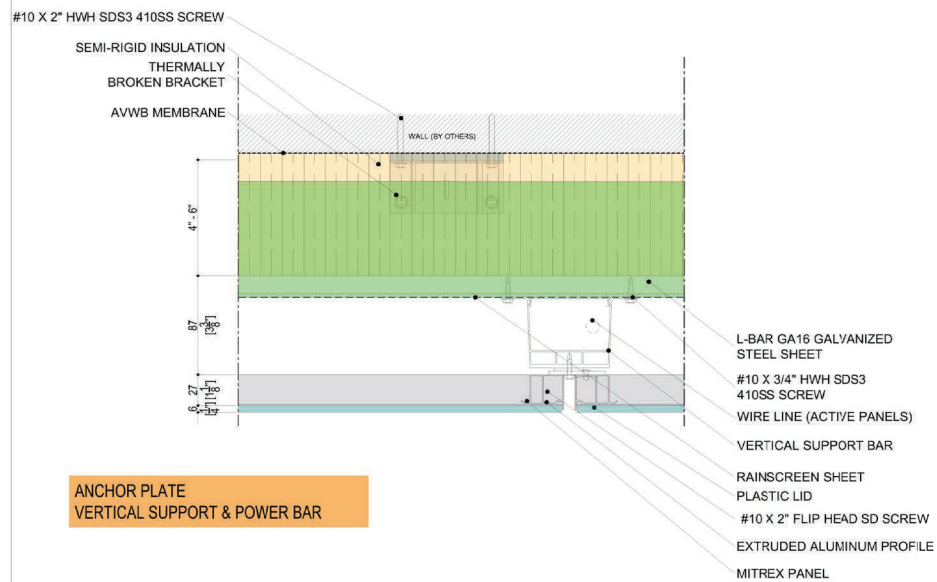 #10 X 2" HWH SDS3 410SS SCREW
SEMI-RIGID INSULATION
THERMALLY
BROKEN BRACKET
AVWB MEMBRANE
WALL (BY OTHERS)
4" - 6"
87
[3 3/8"]
27
[1 1/8"]
6
[1/4"]
L-BAR GA16 GALVANIZED
STEEL SHEET
#10 X 3/4" HWH SDS3
410SS SCREW
WIRE LINE (ACTIVE PANELS)
VERTICAL SUPPORT BAR
RAINSCREEN SHEET
PLASTIC LID
#10 X 2" FLIP HEAD SD SCREW
EXTRUDED ALUMINUM PROFILE
MITREX PANEL
ANCHOR PLATE
VERTICAL SUPPORT & POWER BAR